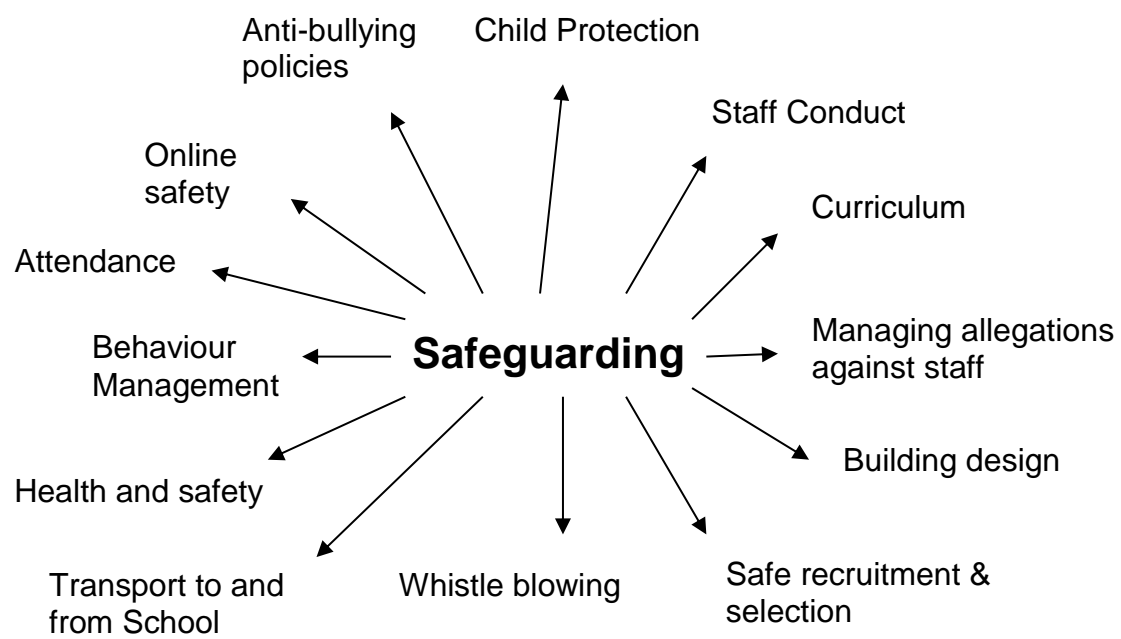 Anti-bullying
policies
Child Protection
Staff Conduct
Online
safety
Curriculum
Attendance
Behaviour
Management
Safeguarding
Managing allegations
against staff
Building design
Health and safety
Transport to and
from School
Whistle blowing
Safe recruitment &
selection